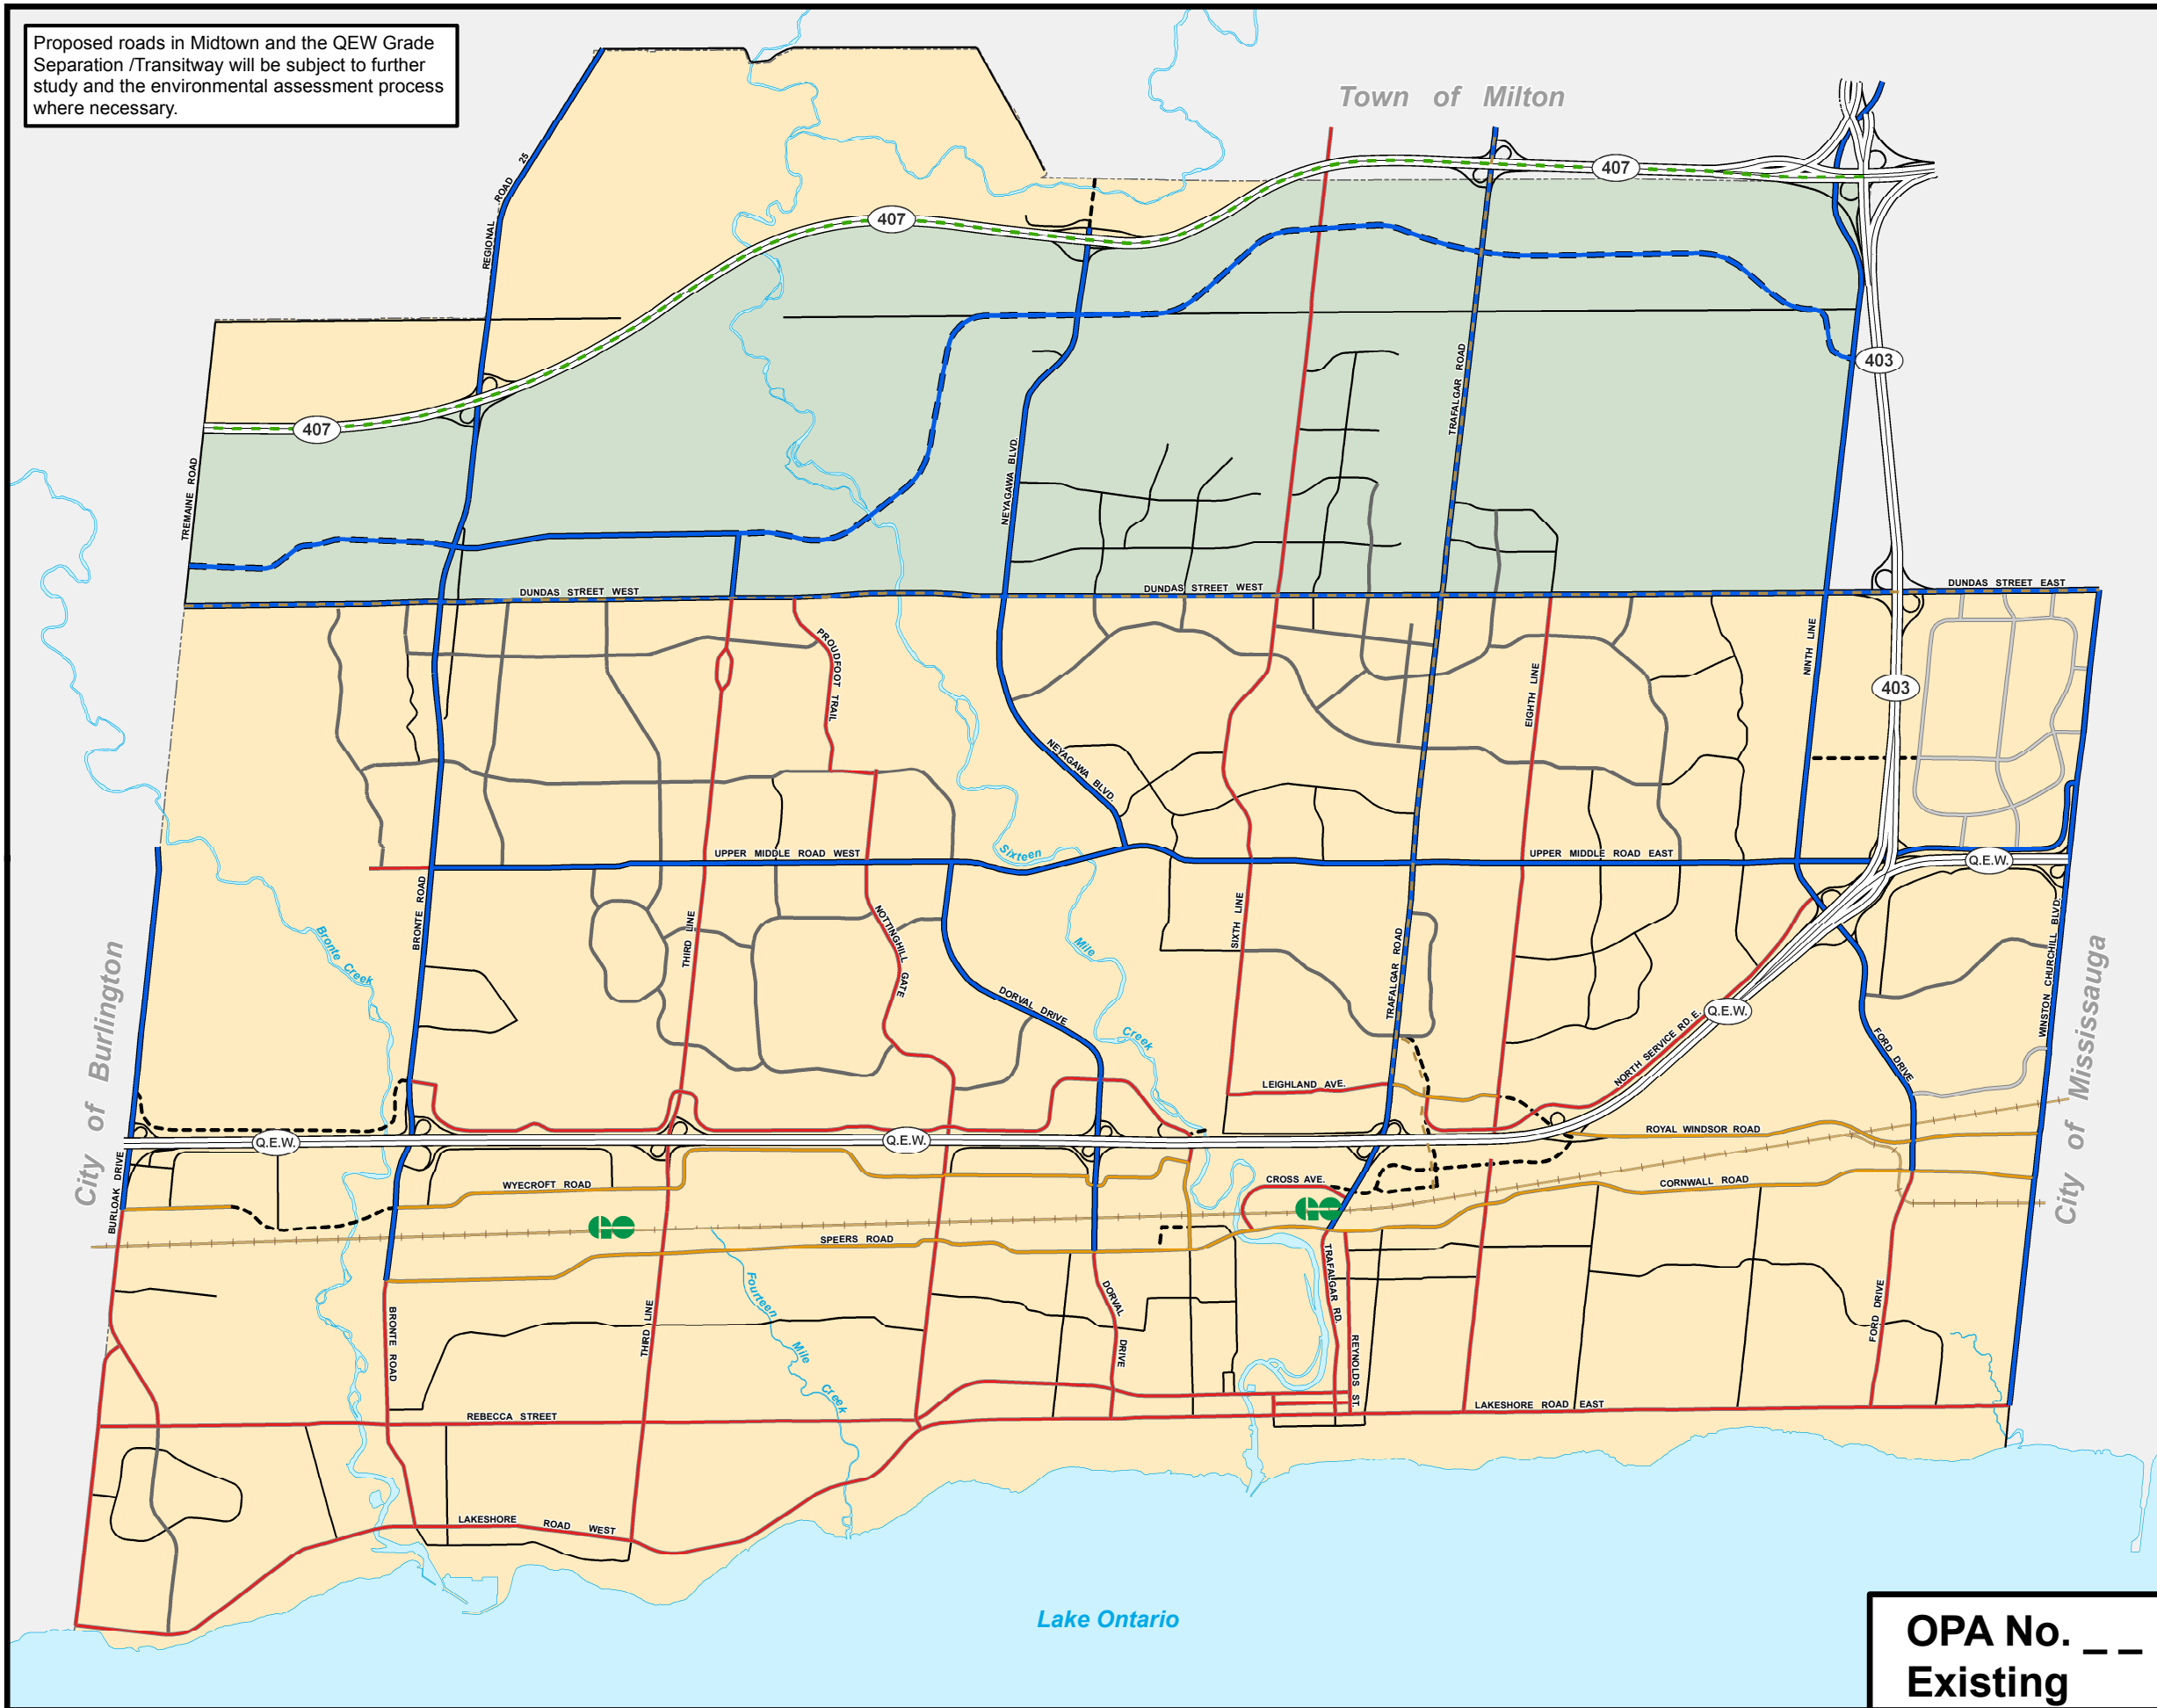 Proposed roads in Midtown and the QEW Grade
Separation /Transitway will be subject to further
study and the environmental assessment process
where necessary.
Town of Milton
REGIONAL ROAD 25
407
407
407
403
403
TREMAINE ROAD
NEYAGAWA BLVD.
TRAFALGAR ROAD
DUNDAS STREET WEST
DUNDAS STREET WEST
DUNDAS STREET EAST
PROUDFOOT TRAIL
NEYAGAWA BLVD.
EIGHTH LINE
NINTH LINE
UPPER MIDDLE ROAD WEST
UPPER MIDDLE ROAD EAST
Sixteen
Mile
Creek
Q.E.W.
BRONTE ROAD
Bronte Creek
THIRD LINE
NOTTINGHILL GATE
DORVAL DRIVE
SIXTH LINE
TRAFALGAR ROAD
NORTH SERVICE RD. E.
Q.E.W.
FORD DRIVE
WINSTON CHURCHILL BLVD.
City of Burlington
City of Mississauga
LEIGHLAND AVE.
ROYAL WINDSOR ROAD
Q.E.W.
Q.E.W.
BURLOAK DRIVE
WYECROFT ROAD
CROSS AVE.
GO
GO
CORNWALL ROAD
SPEERS ROAD
Fourteen
Mile
Creek
BRONTE ROAD
THIRD LINE
DORVAL DRIVE
TRAFALGAR RD.
REYNOLDS ST.
FORD DRIVE
REBECCA STREET
LAKESHORE ROAD EAST
LAKESHORE ROAD WEST
Lake Ontario
OPA No. _ _
Existing